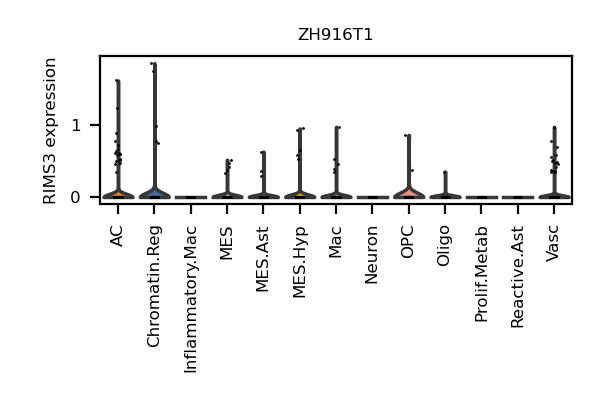 ZH916T1
RIMS3 expression
1
0
AC
Chromatin.Reg
Inflammatory.Mac
MES
MES.Ast
MES.Hyp
Mac
Neuron
OPC
Oligo
Prolif.Metab
Reactive.Ast
Vasc